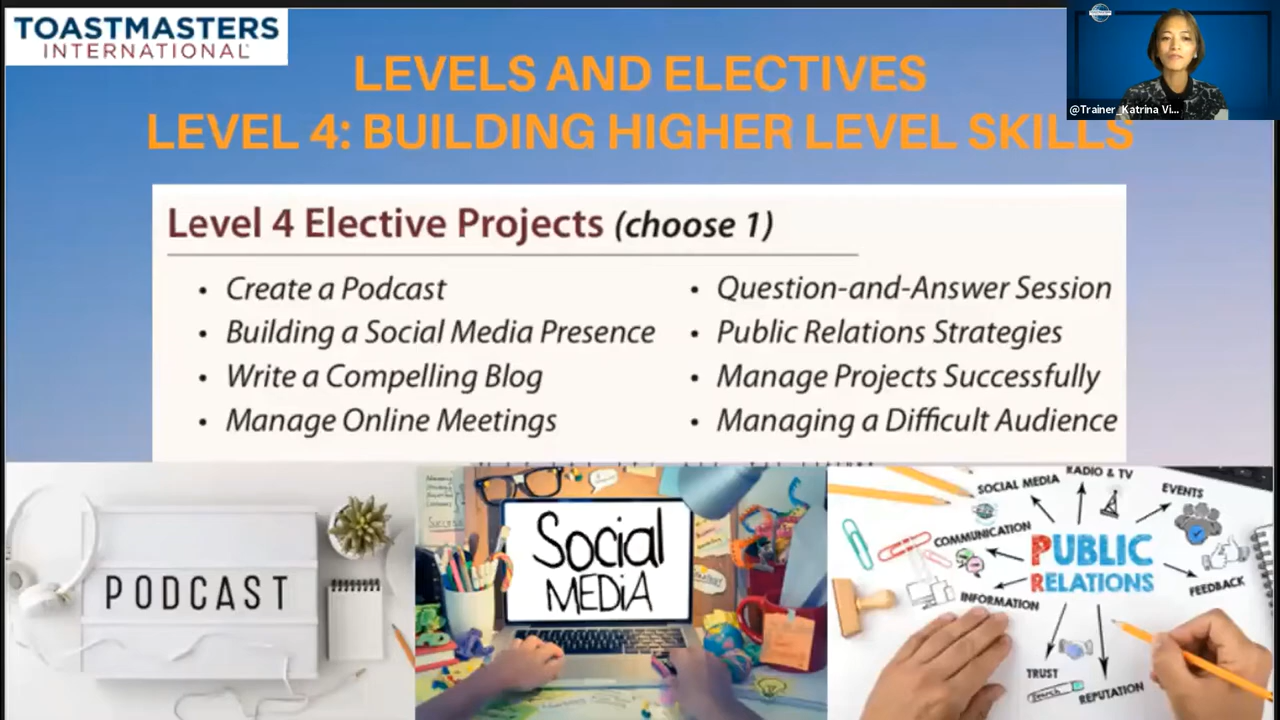 TOASTMASTERS
INTERNATIONAL
LEVELS AND ELECTIVES
LEVEL 4: BUILDING HIGHER LEVEL SKILLS
@Trainer_Katrina Vi...
Level 4 Elective Projects (choose 1)
• Create a Podcast
• Building a Social Media Presence
• Write a Compelling Blog
• Manage Online Meetings
• Question-and-Answer Session
• Public Relations Strategies
• Manage Projects Successfully
• Managing a Difficult Audience
PODCAST
Social
MEDiA
SOCIAL MEDIA
RADIO & TV
EVENTS
COMMUNICATION
PUBLIC
RELATIONS
INFORMATION
FEEDBACK
TRUST
Search
REPUTATION